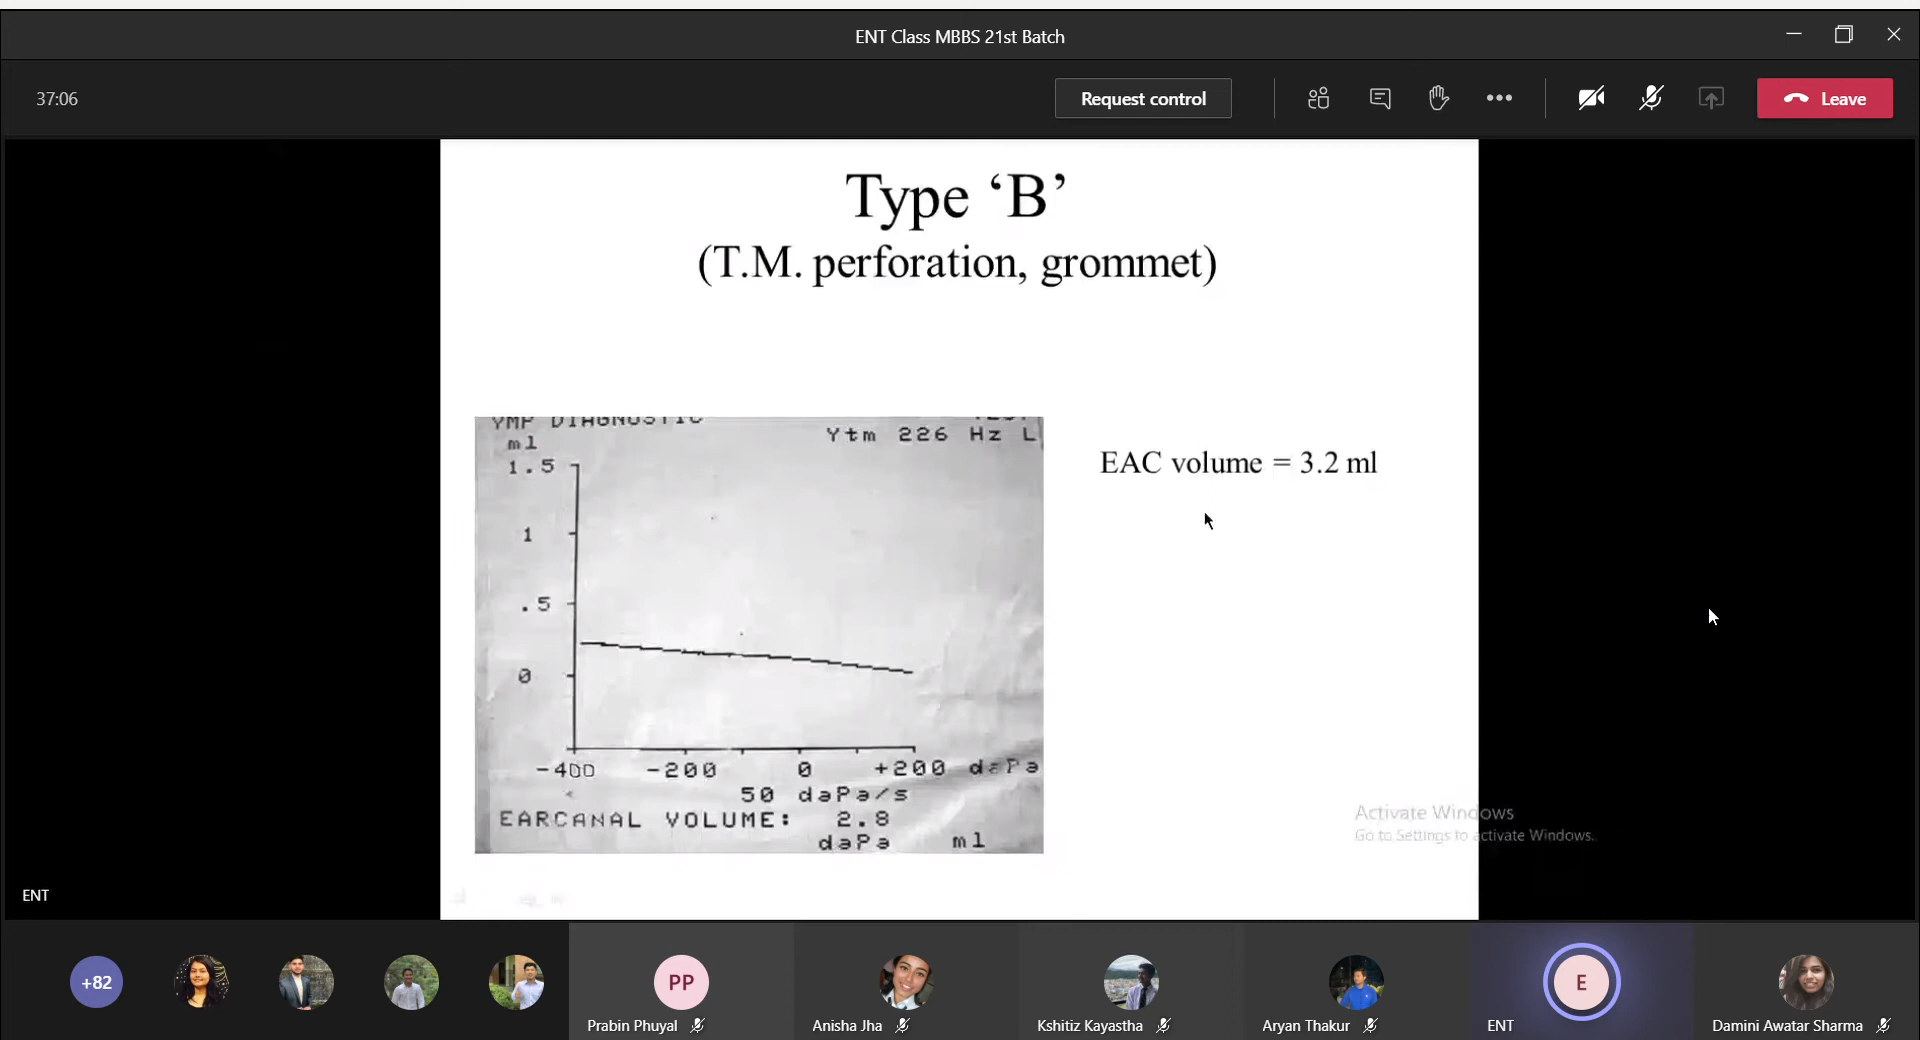 ENT Class MBBS 21st Batch
37:06
Request control
Leave
Type ‘B’
(T.M. perforation, grommet)
YMP DIAGNOSTIC
Ytm 226 Hz L
ml
1.5
1
.5
0
-400 -200 0 +200 daPa
50 daPa/s
EARCANAL VOLUME: 2.8
daPa ml
EAC volume = 3.2 ml
Activate Windows
Go to Settings to activate Windows.
ENT
+82
PP
E
Prabin Phuyal
Anisha Jha
Kshitiz Kayastha
Aryan Thakur
ENT
Damini Awatar Sharma